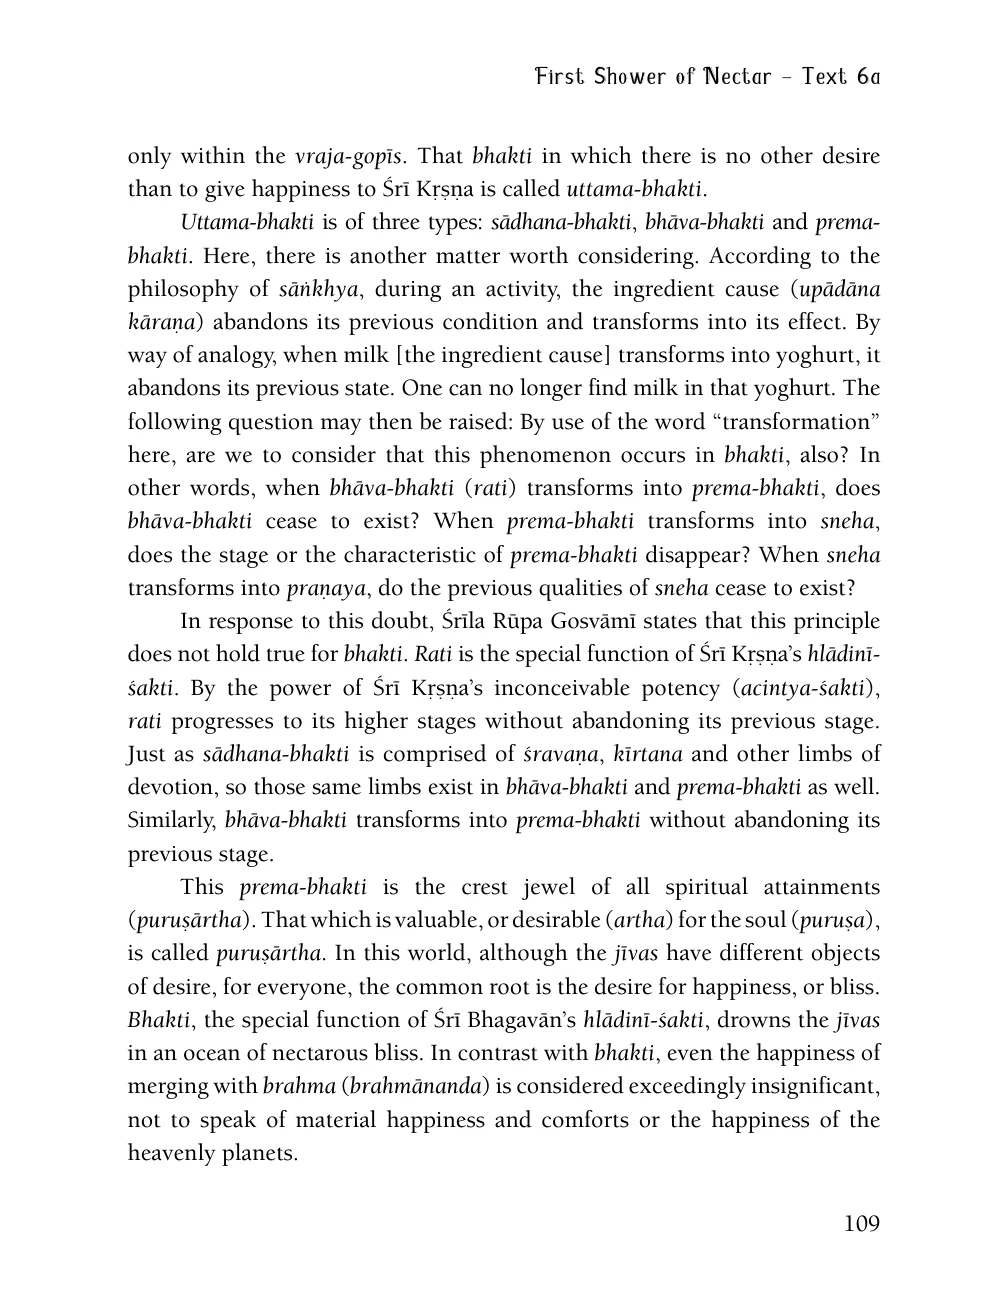 First Shower of Nectar – Text 6a
only within the vraja-gopīs. That bhakti in which there is no other desire
than to give happiness to Śrī Kṛṣṇa is called uttama-bhakti.
Uttama-bhakti is of three types: sādhana-bhakti, bhāva-bhakti and prema-
bhakti. Here, there is another matter worth considering. According to the
philosophy of sāṅkhya, during an activity, the ingredient cause (upādāna
kāraṇa) abandons its previous condition and transforms into its effect. By
way of analogy, when milk [the ingredient cause] transforms into yoghurt, it
abandons its previous state. One can no longer find milk in that yoghurt. The
following question may then be raised: By use of the word “transformation”
here, are we to consider that this phenomenon occurs in bhakti, also? In
other words, when bhāva-bhakti (rati) transforms into prema-bhakti, does
bhāva-bhakti cease to exist? When prema-bhakti transforms into sneha,
does the stage or the characteristic of prema-bhakti disappear? When sneha
transforms into praṇaya, do the previous qualities of sneha cease to exist?
In response to this doubt, Śrīla Rūpa Gosvāmī states that this principle
does not hold true for bhakti. Rati is the special function of Śrī Kṛṣṇa’s hlādinī-
śakti. By the power of Śrī Kṛṣṇa’s inconceivable potency (acintya-śakti),
rati progresses to its higher stages without abandoning its previous stage.
Just as sādhana-bhakti is comprised of śravaṇa, kīrtana and other limbs of
devotion, so those same limbs exist in bhāva-bhakti and prema-bhakti as well.
Similarly, bhāva-bhakti transforms into prema-bhakti without abandoning its
previous stage.
This prema-bhakti is the crest jewel of all spiritual attainments
(puruṣārtha). That which is valuable, or desirable (artha) for the soul (puruṣa),
is called puruṣārtha. In this world, although the jīvas have different objects
of desire, for everyone, the common root is the desire for happiness, or bliss.
Bhakti, the special function of Śrī Bhagavān’s hlādinī-śakti, drowns the jīvas
in an ocean of nectarous bliss. In contrast with bhakti, even the happiness of
merging with brahma (brahmānanda) is considered exceedingly insignificant,
not to speak of material happiness and comforts or the happiness of the
heavenly planets.
109